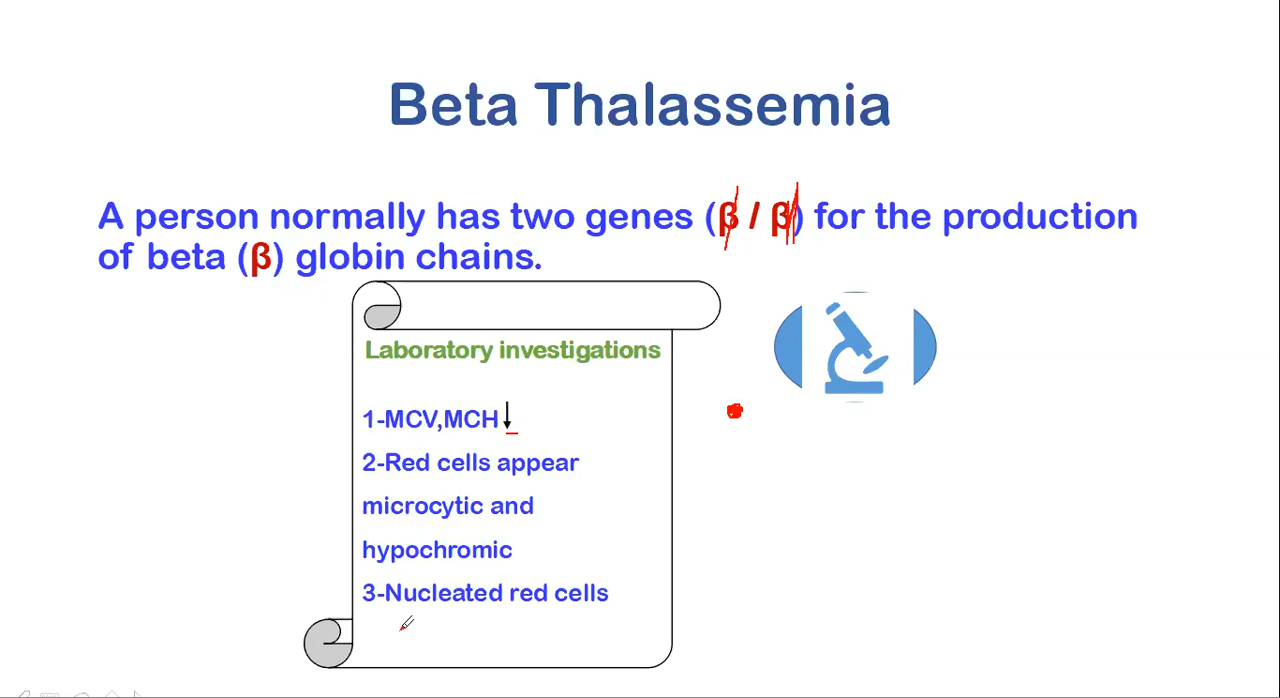 Beta Thalassemia
A person normally has two genes (β / β) for the production
of beta (β) globin chains.
Laboratory investigations
1-MCV,MCH↓
2-Red cells appear
microcytic and
hypochromic
3-Nucleated red cells